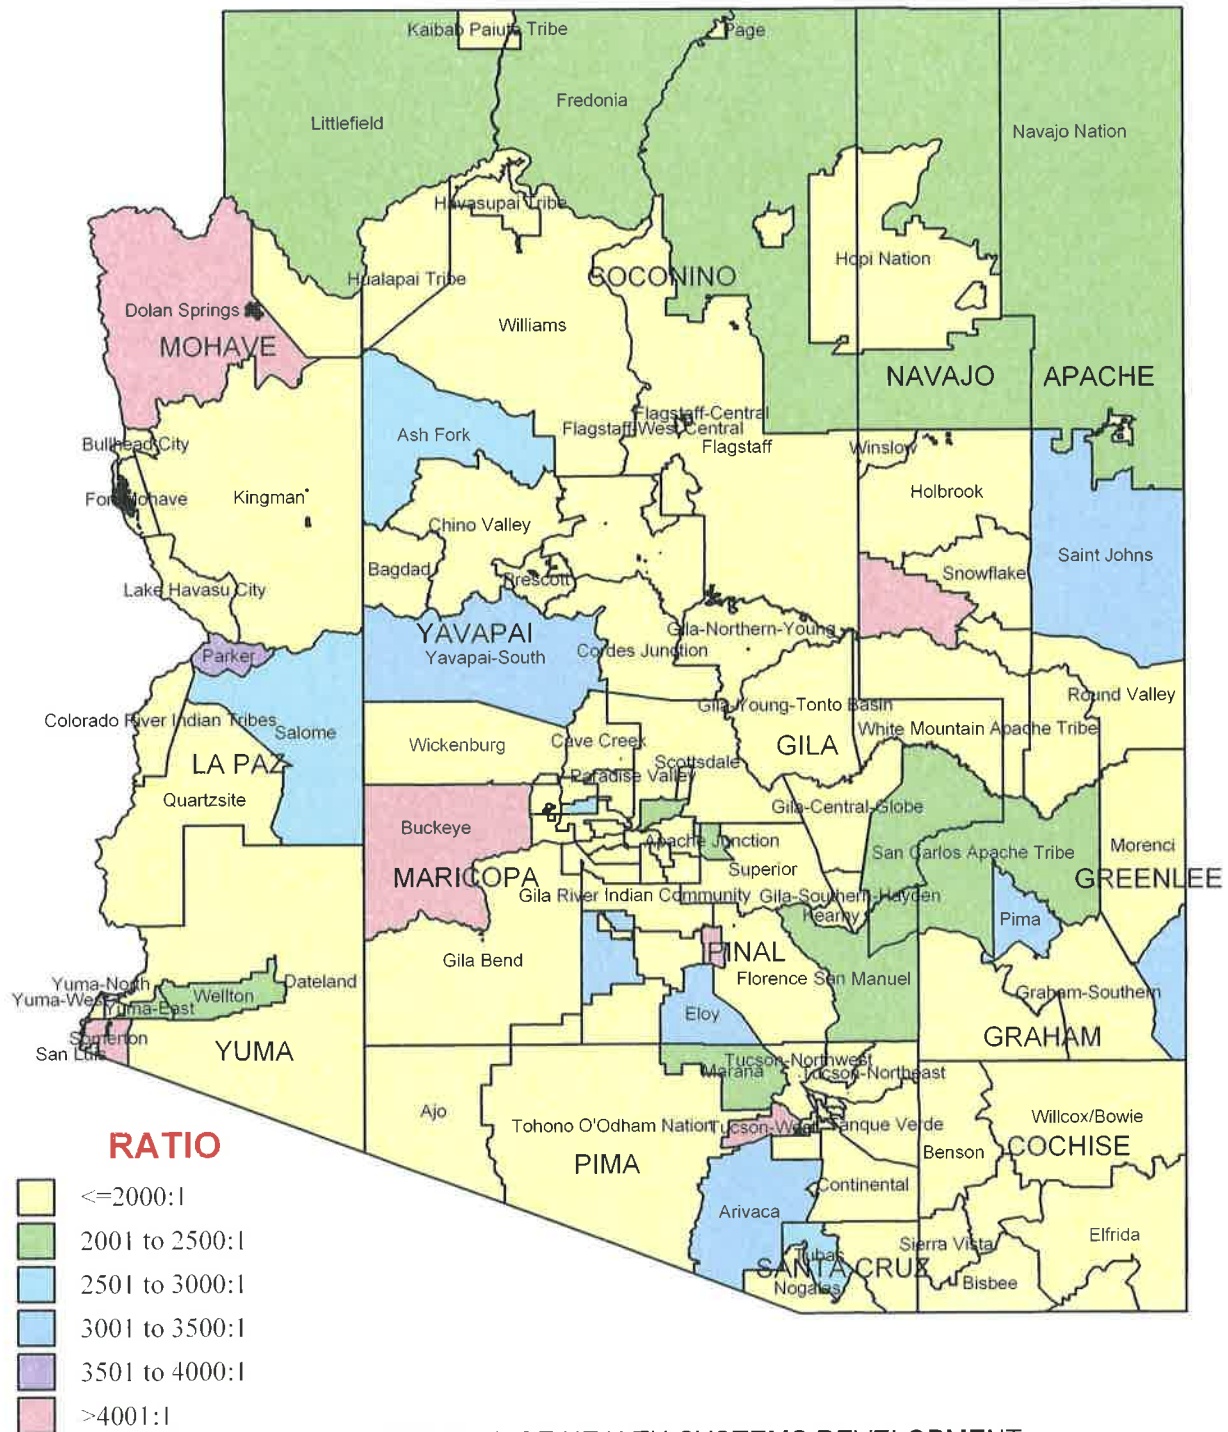 Kaibab Paiute Tribe
Page
Fredonia
Littlefield
Navajo Nation
Havasupai Tribe
Hopi Nation
COCONINO
Hualapai Tribe
Dolan Springs
Williams
MOHAVE
NAVAJO
APACHE
Flagstaff-Central
Flagstaff-West Central
Ash Fork
Bullhead City
Flagstaff
Winslow
Holbrook
Fort Mohave
Kingman
Chino Valley
Saint Johns
Bagdad
Prescott
Snowflake
Lake Havasu City
Gila-Northern-Young
YAVAPAI
Yavapai-South
Cordes Junction
Parker
Round Valley
Gila-Young-Tonto Basin
Colorado River Indian Tribes
White Mountain Apache Tribe
Salome
Wickenburg
Cave Creek
GILA
LA PAZ
Scottsdale
Paradise Valley
Quartzsite
Gila-Central-Globe
Buckeye
Apache Junction
Morenci
San Carlos Apache Tribe
Superior
MARICOPA
GREENLEE
Gila River Indian Community
Gila-Southern-Hayden
Kearny
Pima
PINAL
Gila Bend
Florence
San Manuel
Yuma-North
Dateland
Yuma-West
Wellton
Graham-Southern
Yuma-East
Eloy
Somerton
GRAHAM
San Luis
YUMA
Tucson-Northwest
Marana
Tucson-Northeast
Ajo
Tohono O'Odham Nation
Tucson-West
Tanque Verde
Willcox/Bowie
RATIO
Benson
COCHISE
PIMA
Continental
<=2000:1
Arivaca
2001 to 2500:1
Elfrida
Sierra Vista
Tubac
SANTA CRUZ
2501 to 3000:1
Nogales
Bisbee
3001 to 3500:1
3501 to 4000:1
>4001:1
HEALTH SYSTEMS DEVELOPMENT